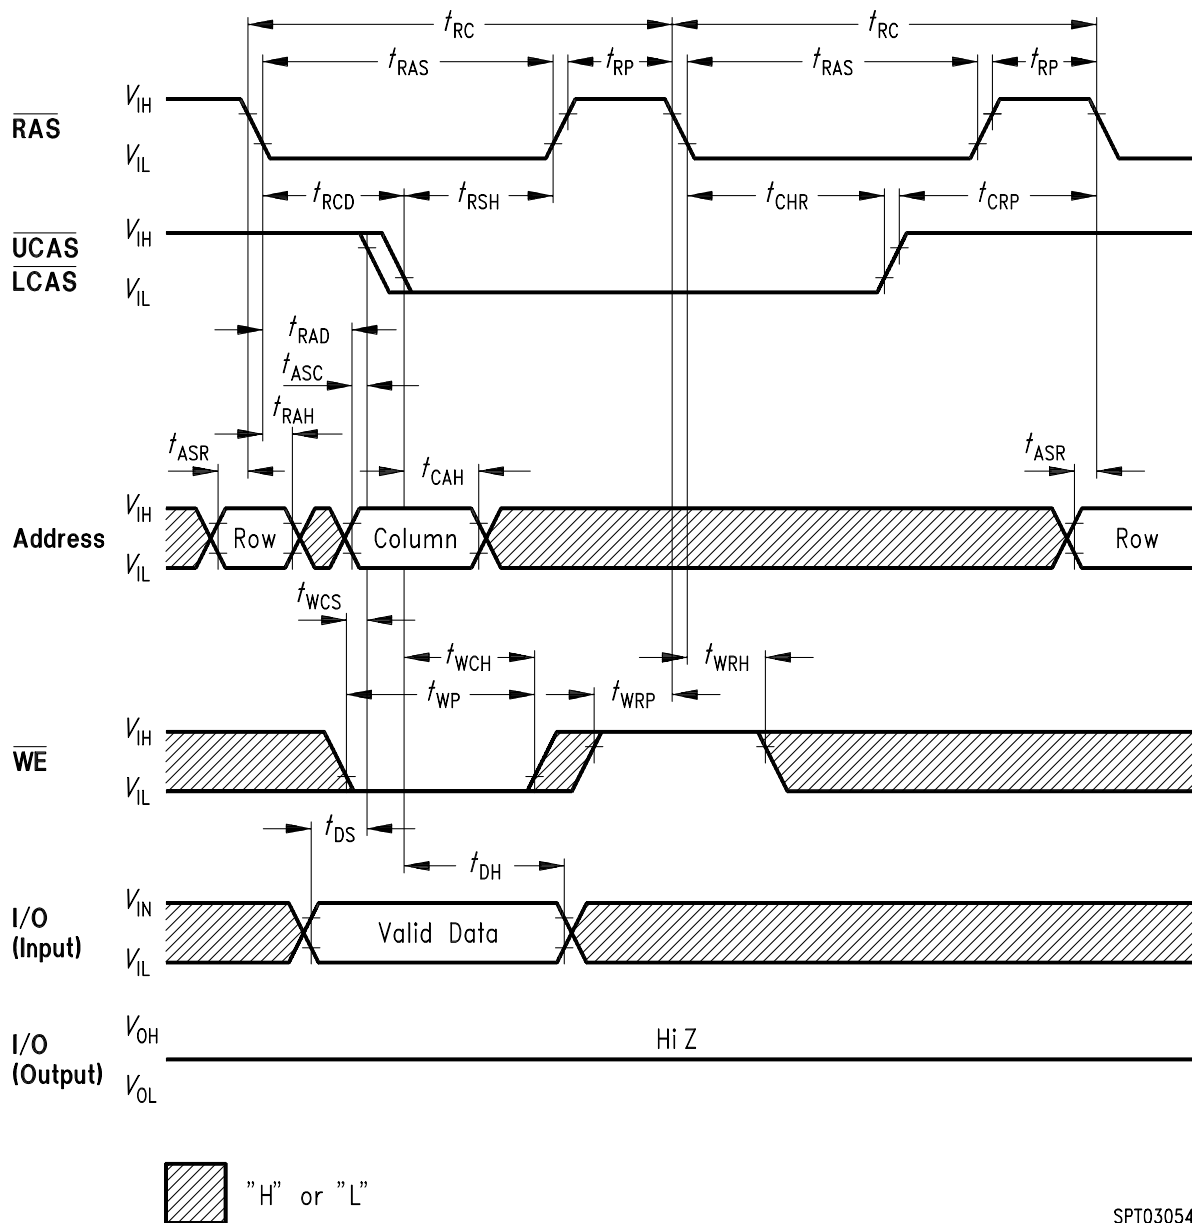 tRC tRC
tRAS tRP tRAS tRP
RAS VIH
VIL
tRCD tRSH tCHR tCRP
UCAS VIH
LCAS VIL
tRAD
tASC
tRAH
tASR tCAH tASR
VIH
Address Row Column Row
VIL
tWCS
tWCH tWRH
tWP tWRP
VIH
WE
VIL
tDS
tDH
I/O VIN
(Input) Valid Data
VIL
I/O VOH Hi Z
(Output) VOL
"H" or "L"
SPT03054